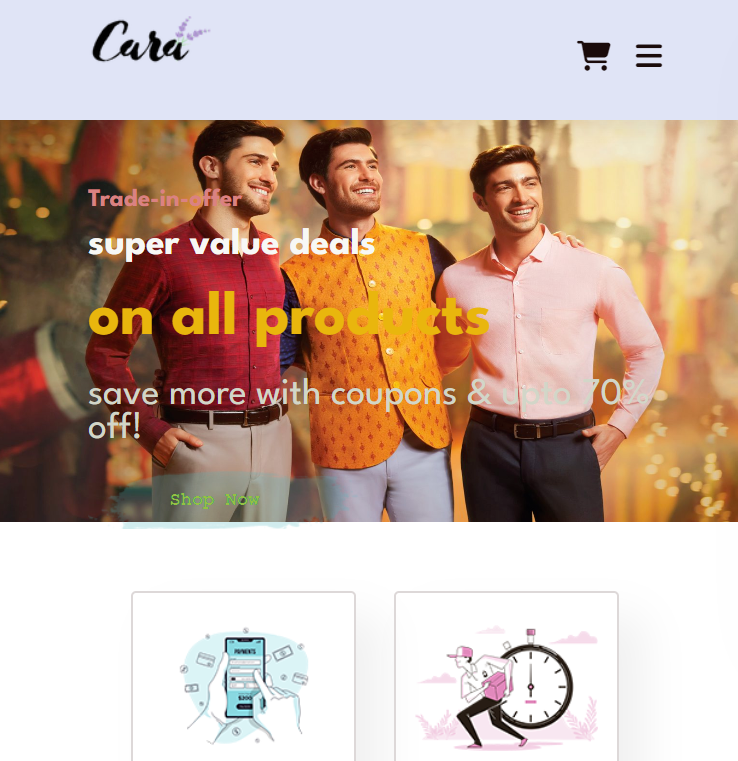 Cara
Trade-in-offer
super value deals
on all products
save more with coupons & upto 70%
off!
Shop Now
PAYMENTS
$200